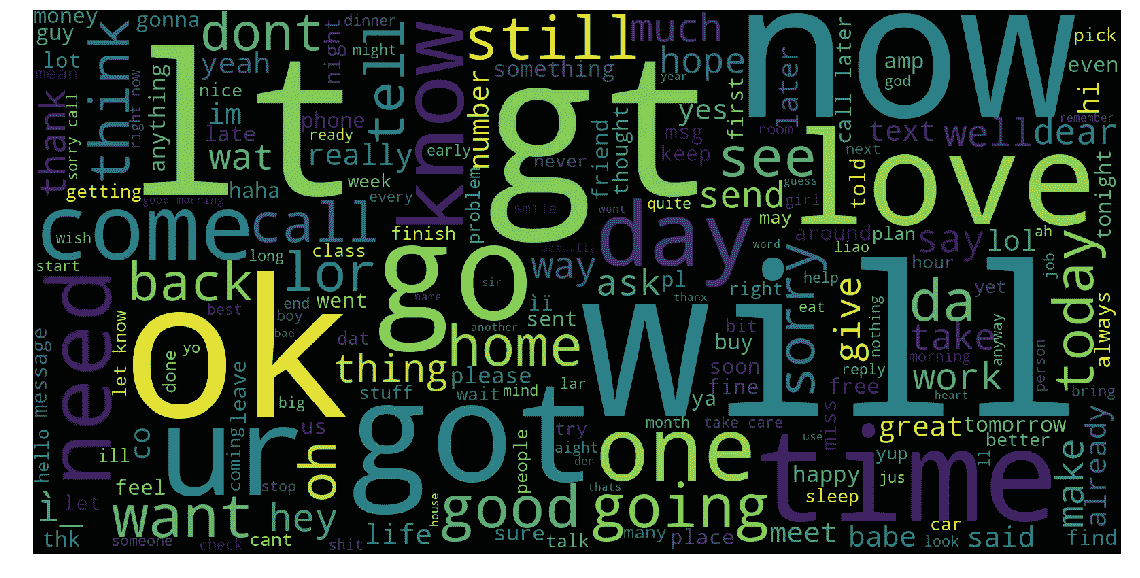 money
gonna
guy
lot
mean
think
sorry call
right now
dont
yeah
nice
im
anything
late
wat
night
dinner
might
tell
phone
ready
really
week
every
know
early
still
something
number
problem
never
much
hope
friend
thought
year
yes
msg
keep
first
now
later
call later
amp
god
text
well
dear
hi
pick
even
remember
thank
getting
good morning
haha
lt
gt
smile
wont
quite
see
send
may
room
guess
girl
love
told
next
tonight
come
wish
call
long
class
finish
lor
go
way
day
ask
pl
around
plan
liao
word
say
lol
ah
hour
job
today
always
start
back
end
went
best
boy
bad
dat
name
another
sir
sent
ìï
thanx
right
help
eat
sorry
give
nothing
da
take
yet
anyway
morning
work
person
bring
need
hello message
let know
ok
done
yo
big
thing
stuff
home
please
wait
mind
lar
will
buy
bit
soon
fine
ya
free
reply
heart
ur
co
leave
coming
us
oh
got
try
aight
der
people
one
month
take care
use
miss
great
tomorrow
better
make
already
ill
let
feel
stop
ì_
want
hey
life
house
good
thats
going
time
happy
sleep
yup
jus
ll
thk
someone
check
cant
shit
sure
talk
many
place
meet
babe
car
look
said
find